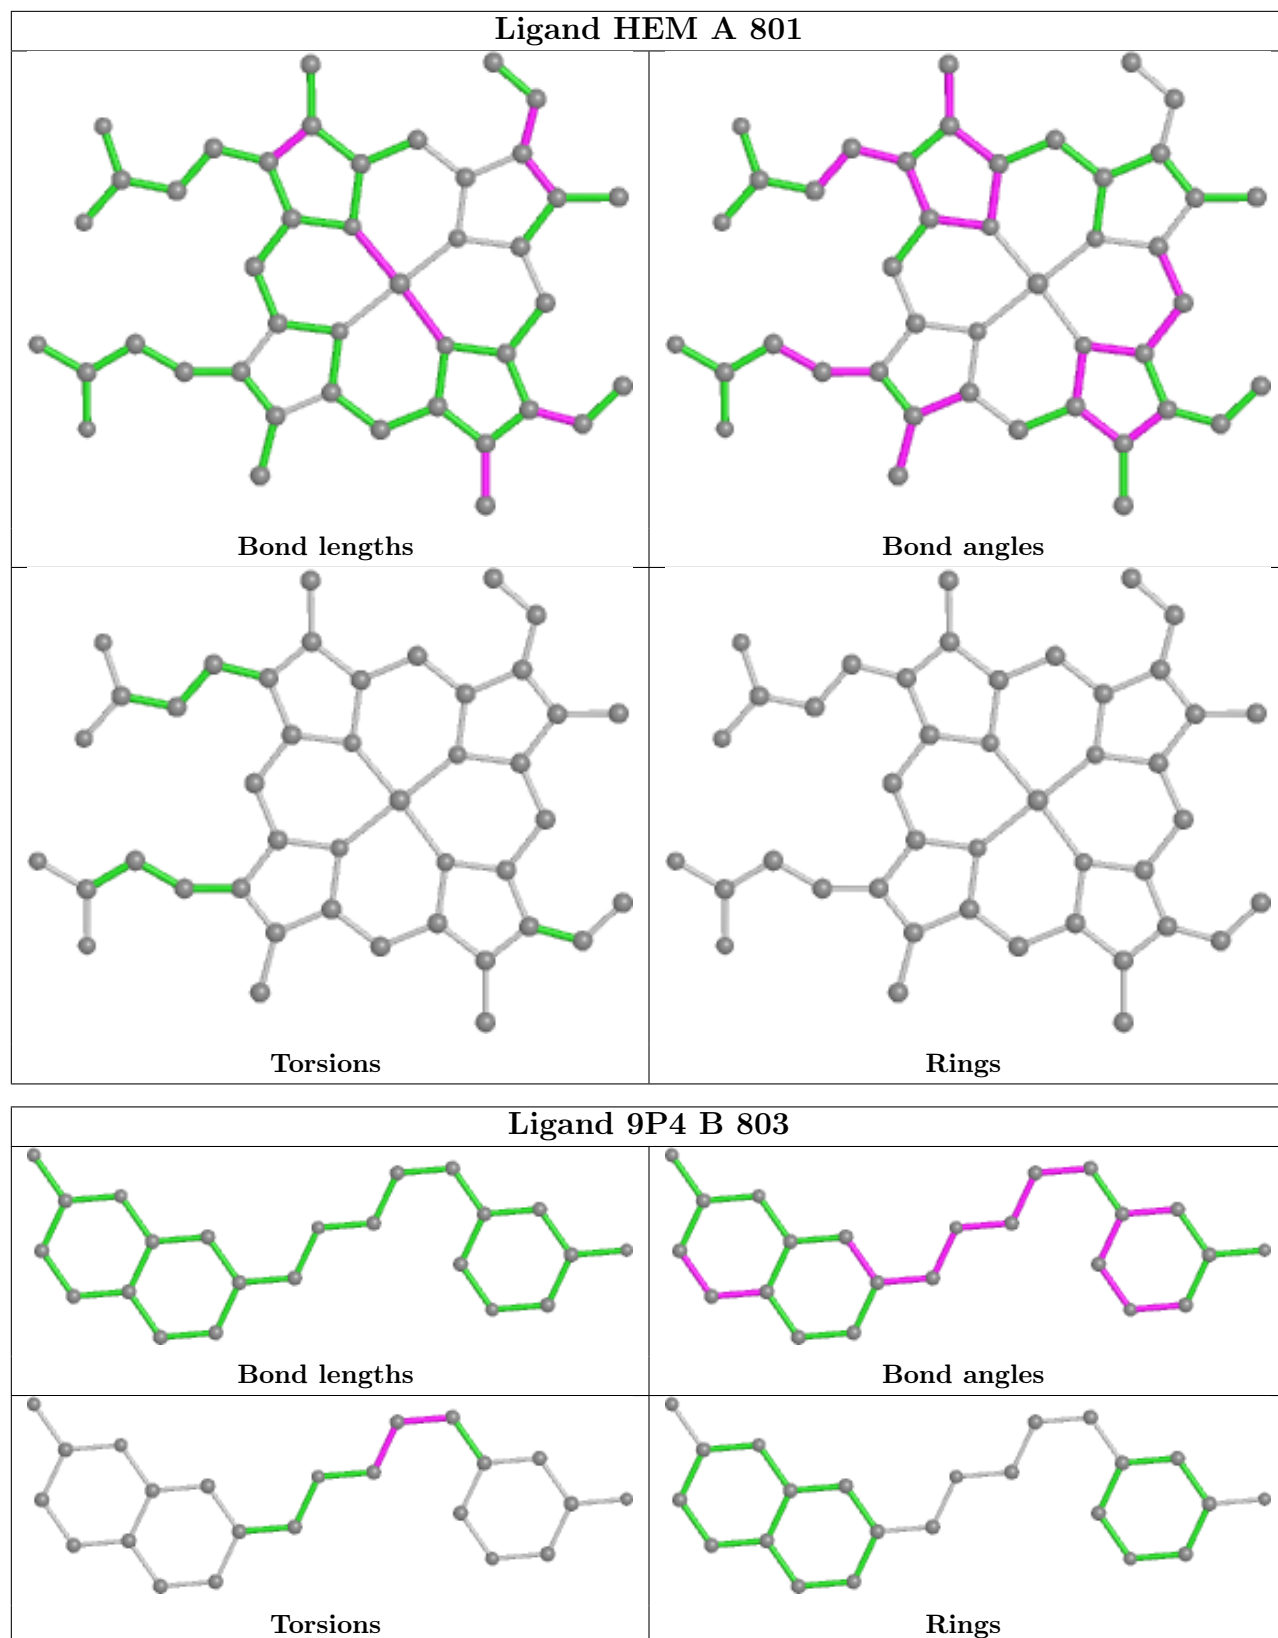 Ligand HEM A 801
Bond lengths
Bond angles
Torsions
Rings
Ligand 9P4 B 803
Bond lengths
Bond angles
Torsions
Rings